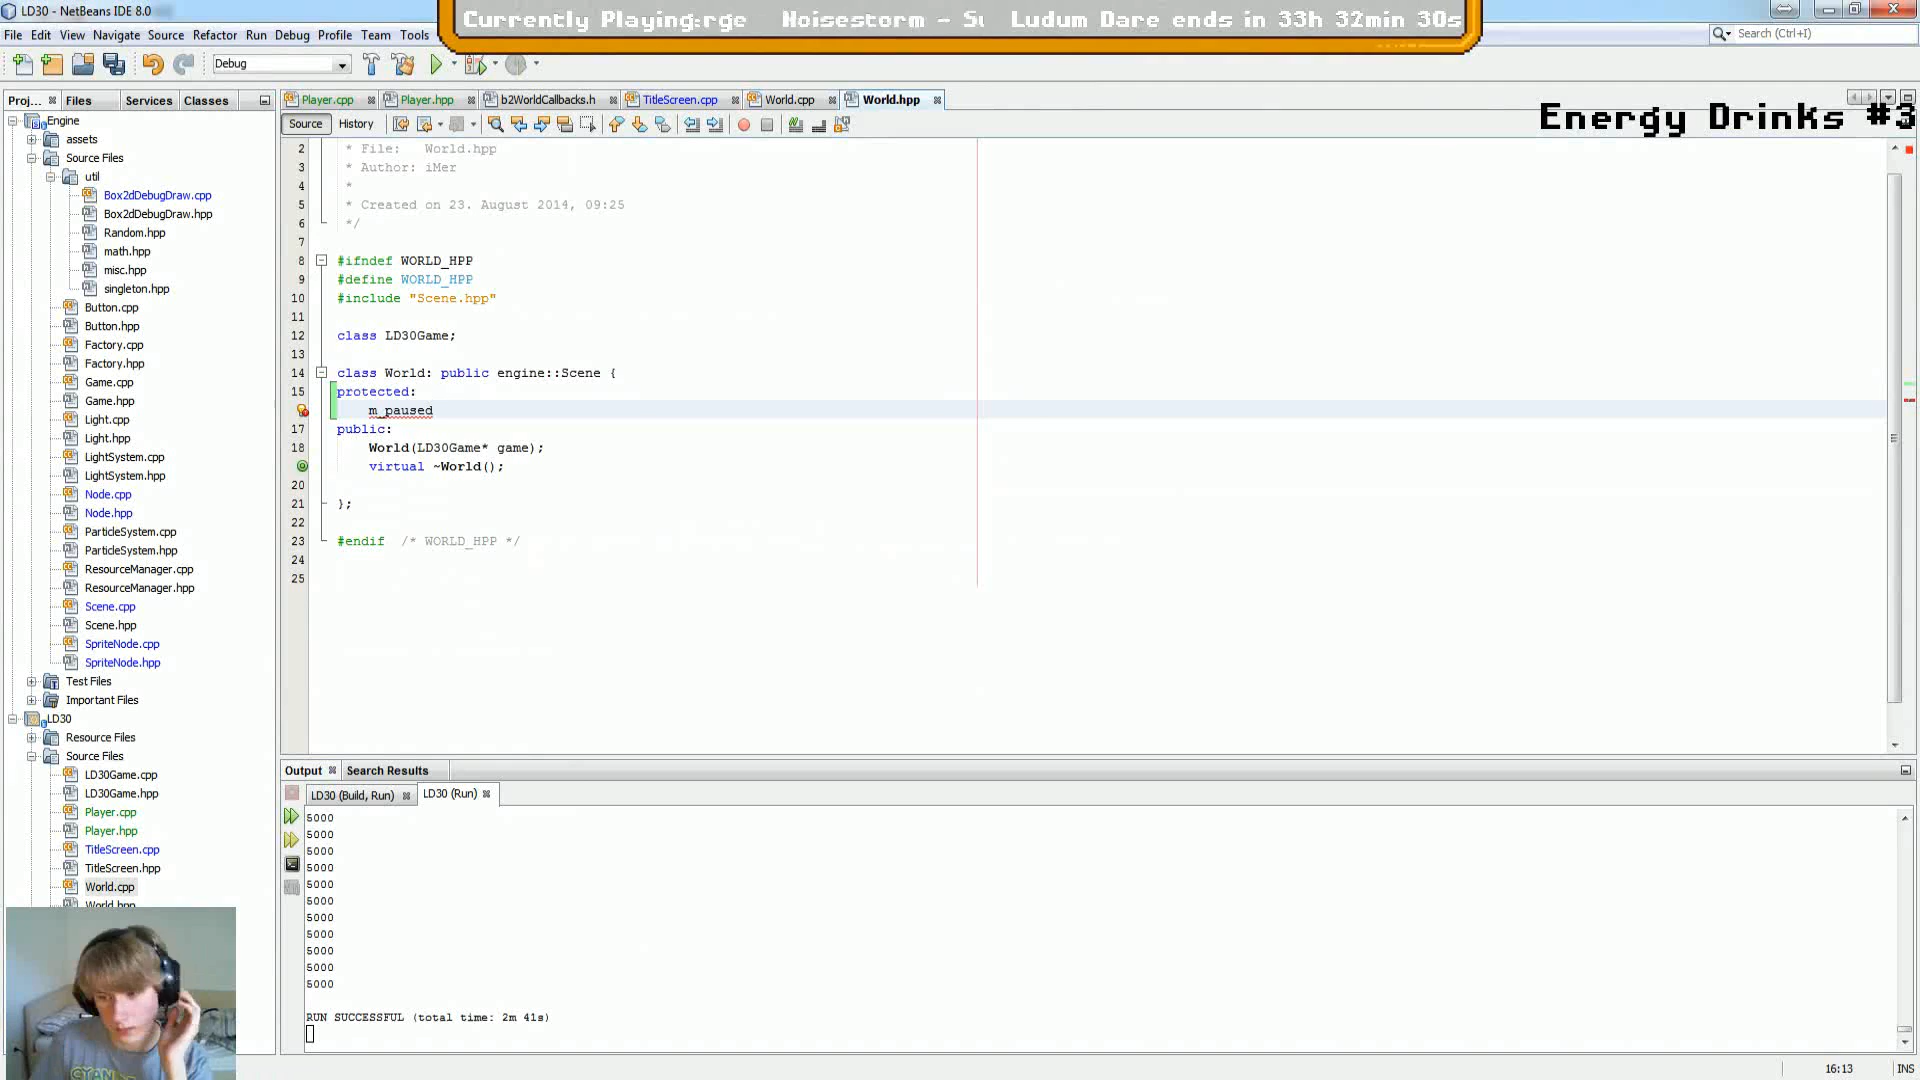 LD30 - NetBeans IDE 8.0
Currently Playing:rge Noisestorm - Su Ludum Dare ends in 33h 32min 30s
File Edit View Navigate Source Refactor Run Debug Profile Team Tools
Search (Ctrl+I)
Debug
Proj... Files Services Classes
Player.cpp Player.hpp b2WorldCallbacks.h TitleScreen.cpp World.cpp World.hpp
Source History
Energy Drinks #3
Engine
assets
Source Files
util
Box2dDebugDraw.cpp
Box2dDebugDraw.hpp
Random.hpp
math.hpp
misc.hpp
singleton.hpp
Button.cpp
Button.hpp
Factory.cpp
Factory.hpp
Game.cpp
Game.hpp
Light.cpp
Light.hpp
LightSystem.cpp
LightSystem.hpp
Node.cpp
Node.hpp
ParticleSystem.cpp
ParticleSystem.hpp
ResourceManager.cpp
ResourceManager.hpp
Scene.cpp
Scene.hpp
SpriteNode.cpp
SpriteNode.hpp
Test Files
Important Files
LD30
Resource Files
Source Files
LD30Game.cpp
LD30Game.hpp
Player.cpp
Player.hpp
TitleScreen.cpp
TitleScreen.hpp
World.cpp
World.hpp
2 * File: World.hpp
3 * Author: iMer
4 *
5 * Created on 23. August 2014, 09:25
6 */
7
8 #ifndef WORLD_HPP
9 #define WORLD_HPP
10 #include "Scene.hpp"
11
12 class LD30Game;
13
14 class World: public engine::Scene {
15 protected:
m_paused
17 public:
18 World(LD30Game* game);
virtual ~World();
20
21 };
22
23 #endif /* WORLD_HPP */
24
25
Output Search Results
LD30 (Build, Run) LD30 (Run)
5000
5000
5000
5000
5000
5000
5000
5000
5000
5000
5000
RUN SUCCESSFUL (total time: 2m 41s)
16:13 INS